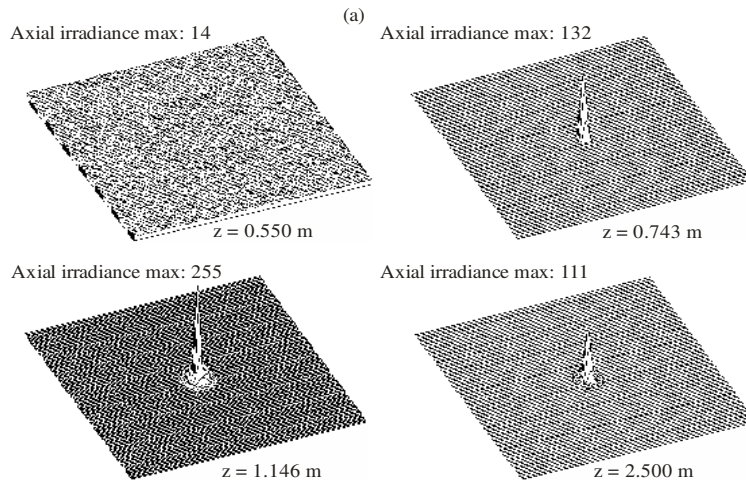 (a)
Axial irradiance max: 14
Axial irradiance max: 132
z = 0.550 m
z = 0.743 m
Axial irradiance max: 255
Axial irradiance max: 111
z = 1.146 m
z = 2.500 m